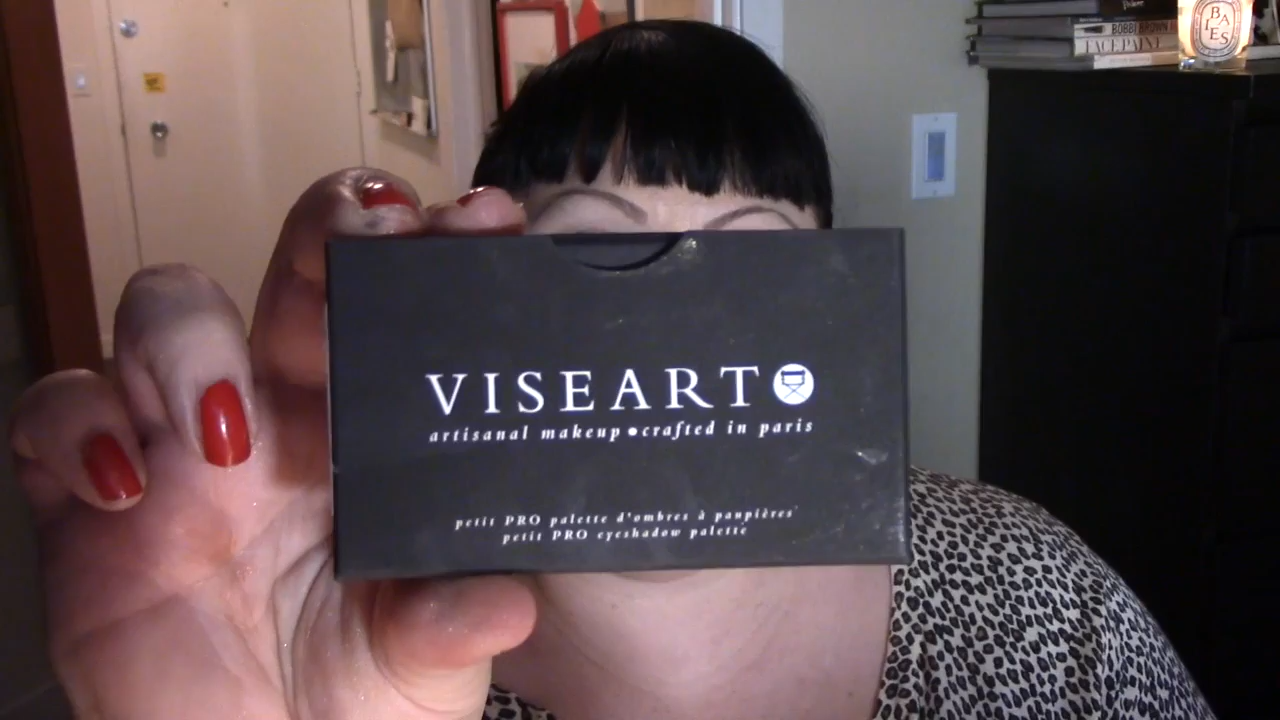 BOBBI BROWN
FACE PAINT
BAIES
VISEART
artisanal makeup • crafted in paris
petit PRO palette d'ombres à paupières
petit PRO eyeshadow palette